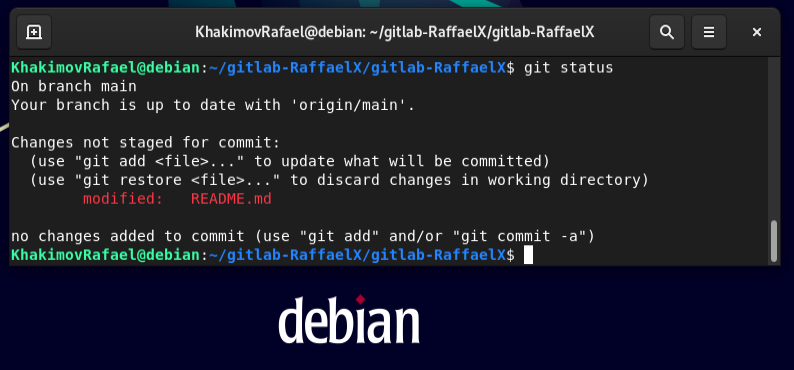 KhakimovRafael@debian: ~/gitlab-RaffaelX/gitlab-RaffaelX
KhakimovRafael@debian:~/gitlab-RaffaelX/gitlab-RaffaelX$ git status
On branch main
Your branch is up to date with 'origin/main'.
Changes not staged for commit:
  (use "git add <file>..." to update what will be committed)
  (use "git restore <file>..." to discard changes in working directory)
        modified:   README.md
no changes added to commit (use "git add" and/or "git commit -a")
KhakimovRafael@debian:~/gitlab-RaffaelX/gitlab-RaffaelX$
debian